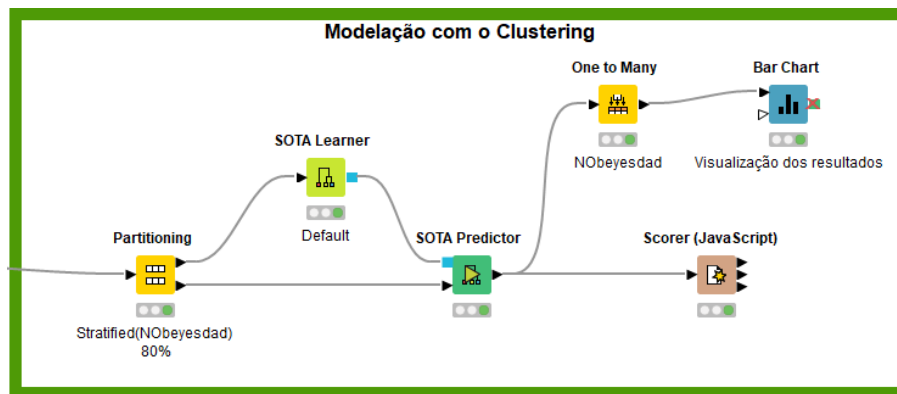 Modelação com o Clustering
One to Many
Bar Chart
NObeyesdad
Visualização dos resultados
SOTA Learner
Default
Partitioning
SOTA Predictor
Scorer (JavaScript)
Stratified(NObeyesdad)
80%